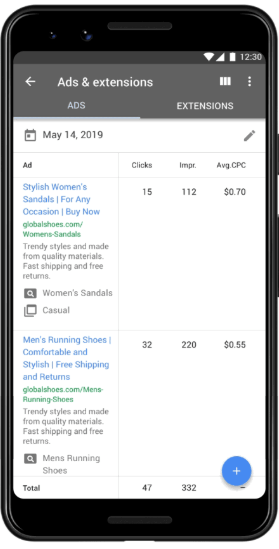 12:30
Ads & extensions
ADS EXTENSIONS
May 14, 2019
Ad Clicks Impr. Avg.CPC
Stylish Women's 15 112 $0.70
Sandals | For Any
Occasion | Buy Now
globalshoes.com/
Womens-Sandals
Trendy styles and made
from quality materials.
Fast shipping and free
returns.
Women's Sandals
Casual
Men's Running Shoes | 32 220 $0.55
Comfortable and
Stylish | Free Shipping
and Returns
globalshoes.com/Mens-
Running-Shoes
Trendy styles and made
from quality materials.
Fast shipping and free
returns.
Mens Running
Shoes
Total 47 332 –